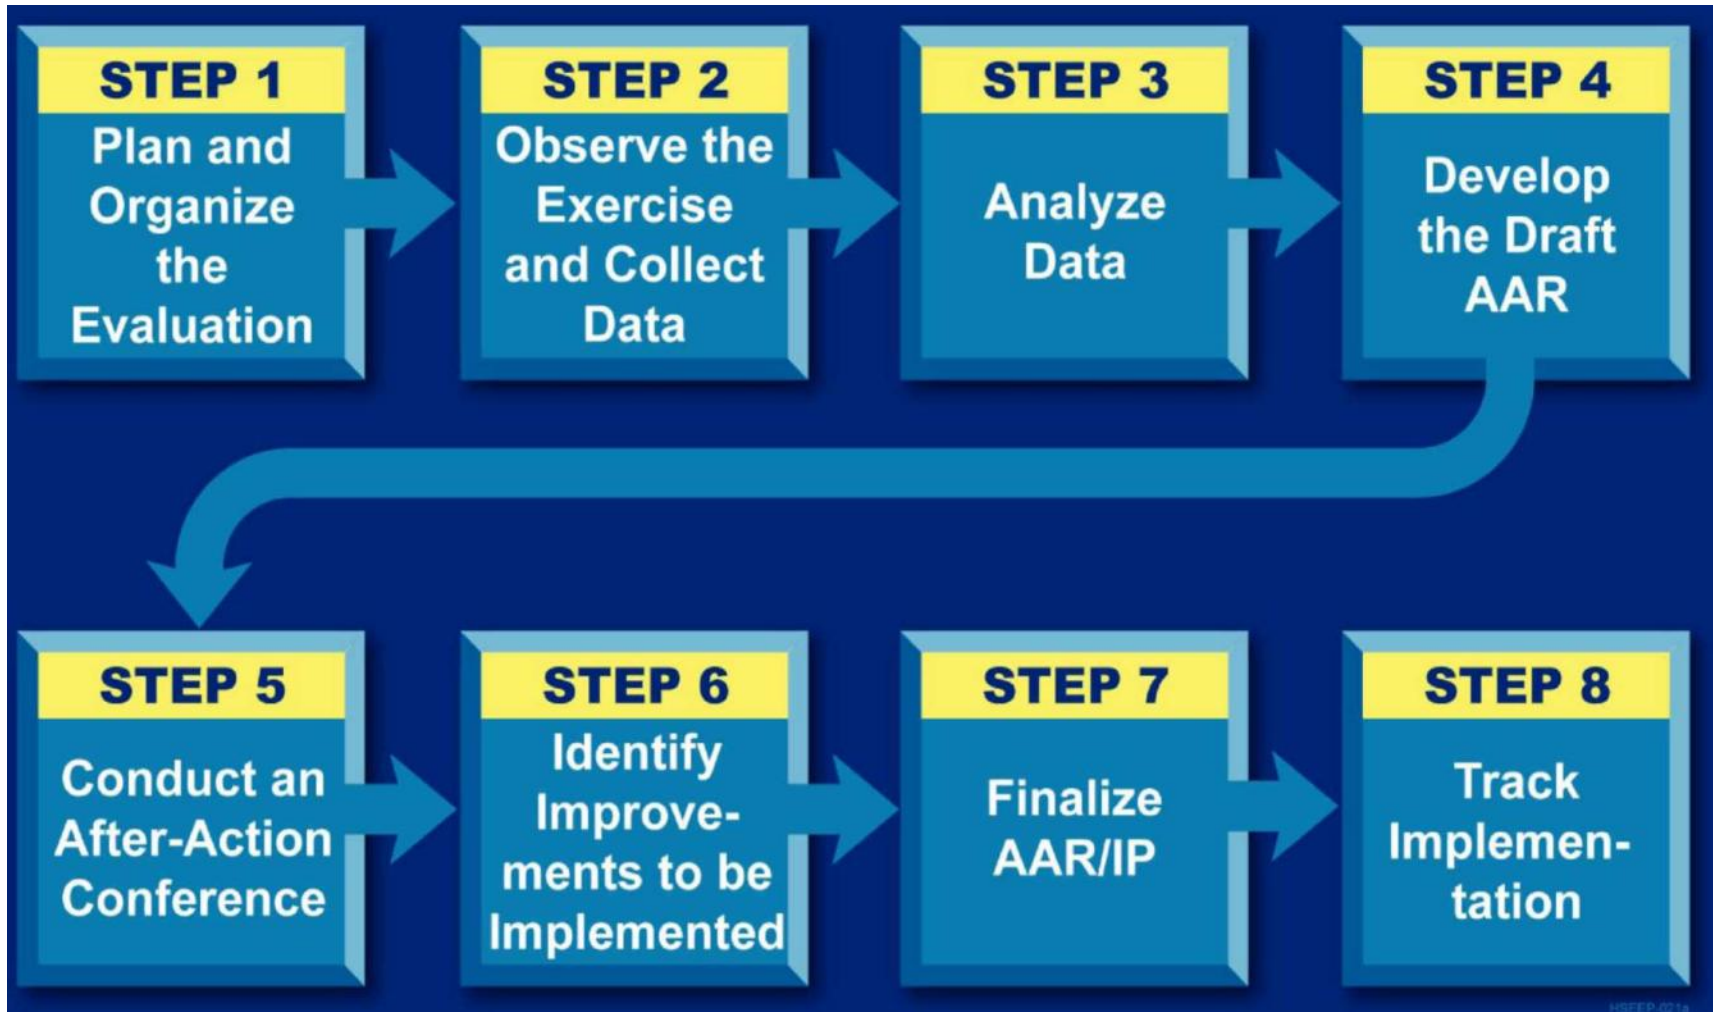 STEP 1
Plan and
Organize
the
Evaluation
STEP 2
Observe the
Exercise
and Collect
Data
STEP 3
Analyze
Data
STEP 4
Develop
the Draft
AAR
STEP 5
Conduct an
After-Action
Conference
STEP 6
Identify
Improve-
ments to be
Implemented
STEP 7
Finalize
AAR/IP
STEP 8
Track
Implemen-
tation
HSEEP-021a